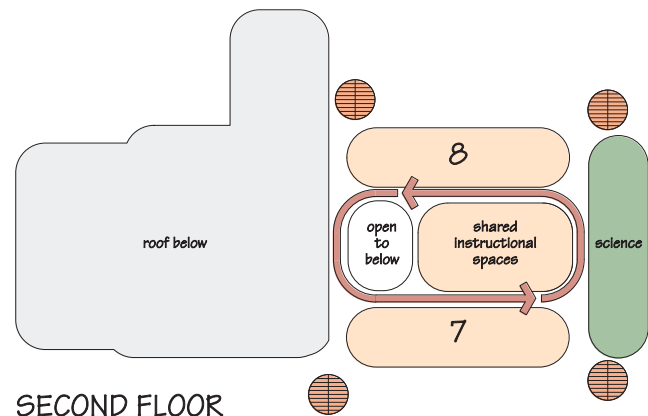 8
roof below
open
to
below
shared
instructional
spaces
science
7
SECOND FLOOR